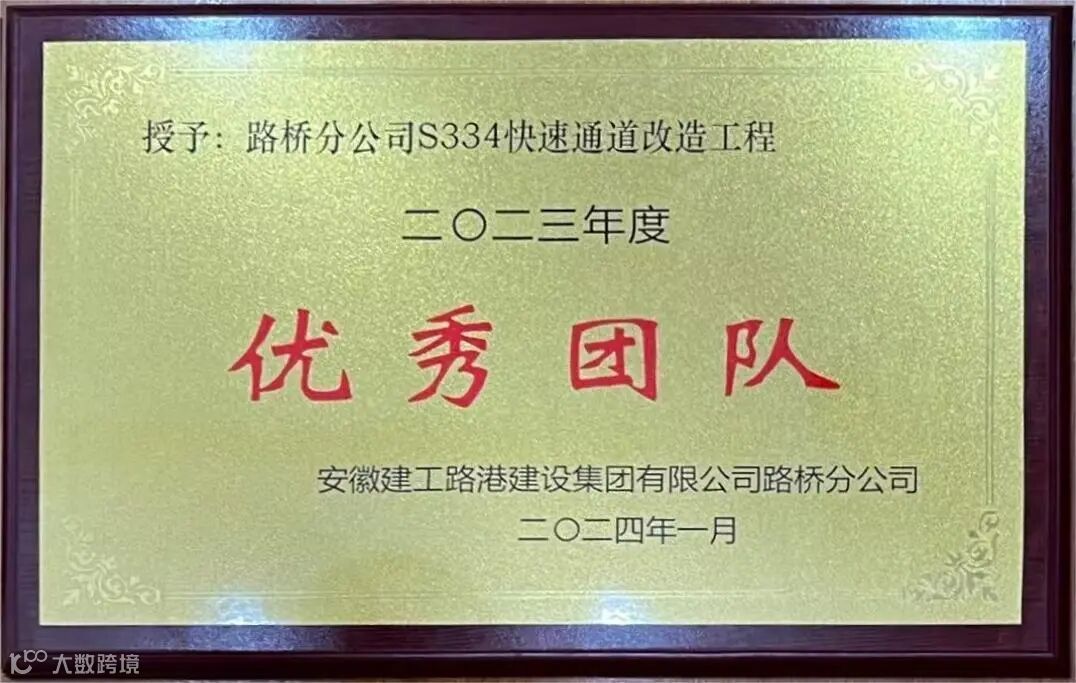 授予：路桥分公司S334快速通道改造工程
二〇二三年度
优秀团队
安徽建工路港建设集团有限公司路桥分公司
二〇二四年一月
大数跨境